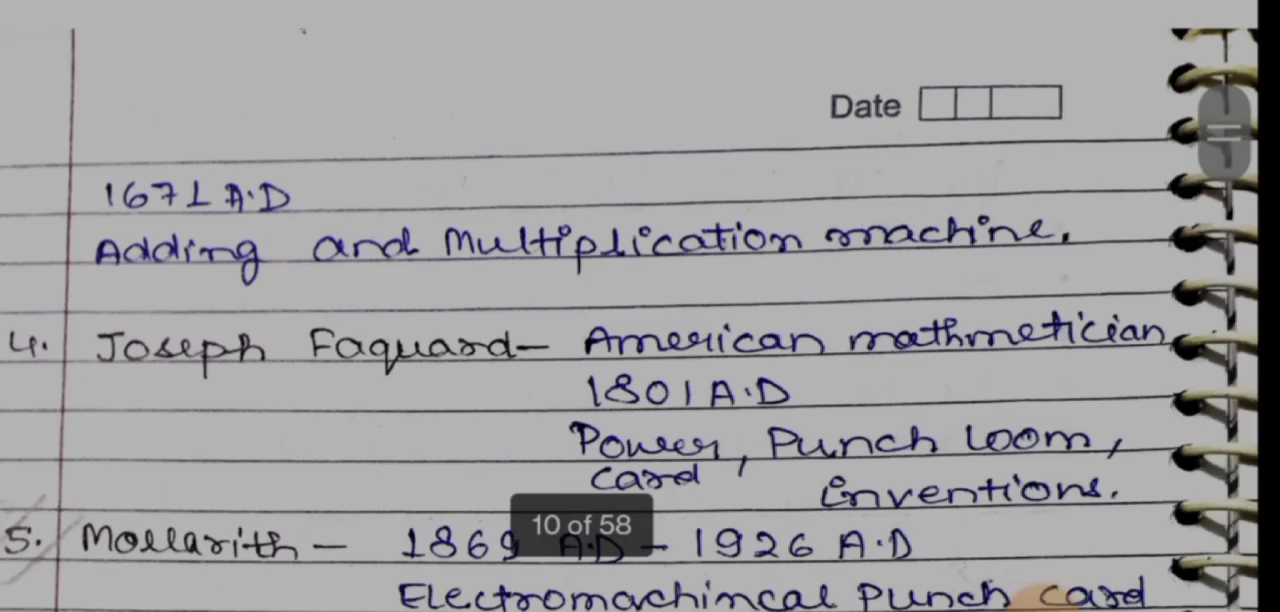 Date
1671 A.D
Adding and Multiplication machine.
4. Joseph Faquard- American mathmetician
1801 A.D
Power, Punch loom,
card inventions.
10 of 58
5. Mollarith - 1869 A.D - 1926 A.D
Electromachincal Punch card